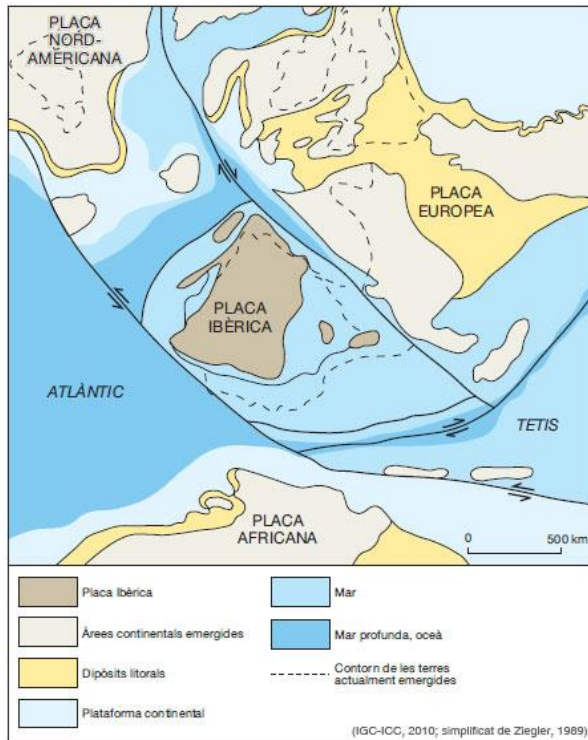 PLACA
NORD-
AMERICANA
PLACA
EUROPEA
PLACA
IBÈRICA
ATLÀNTIC
TETIS
PLACA
AFRICANA
0 500 km
Placa Ibèrica
Àrees continentals emergides
Dipòsits litorals
Plataforma continental
Mar
Mar profunda, oceà
Contorn de les terres
actualment emergides
(IGC-ICC, 2010; simplificat de Ziegler, 1989)